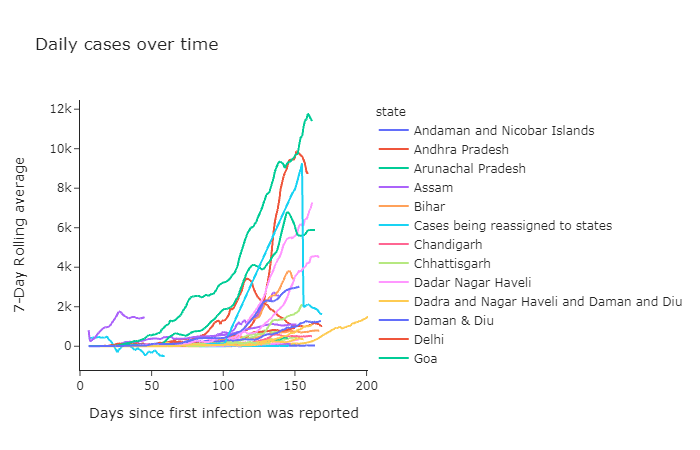 Daily cases over time
7-Day Rolling average
12k
10k
8k
6k
4k
2k
0
0
50
100
150
200
Days since first infection was reported
state
Andaman and Nicobar Islands
Andhra Pradesh
Arunachal Pradesh
Assam
Bihar
Cases being reassigned to states
Chandigarh
Chhattisgarh
Dadar Nagar Haveli
Dadra and Nagar Haveli and Daman and Diu
Daman & Diu
Delhi
Goa